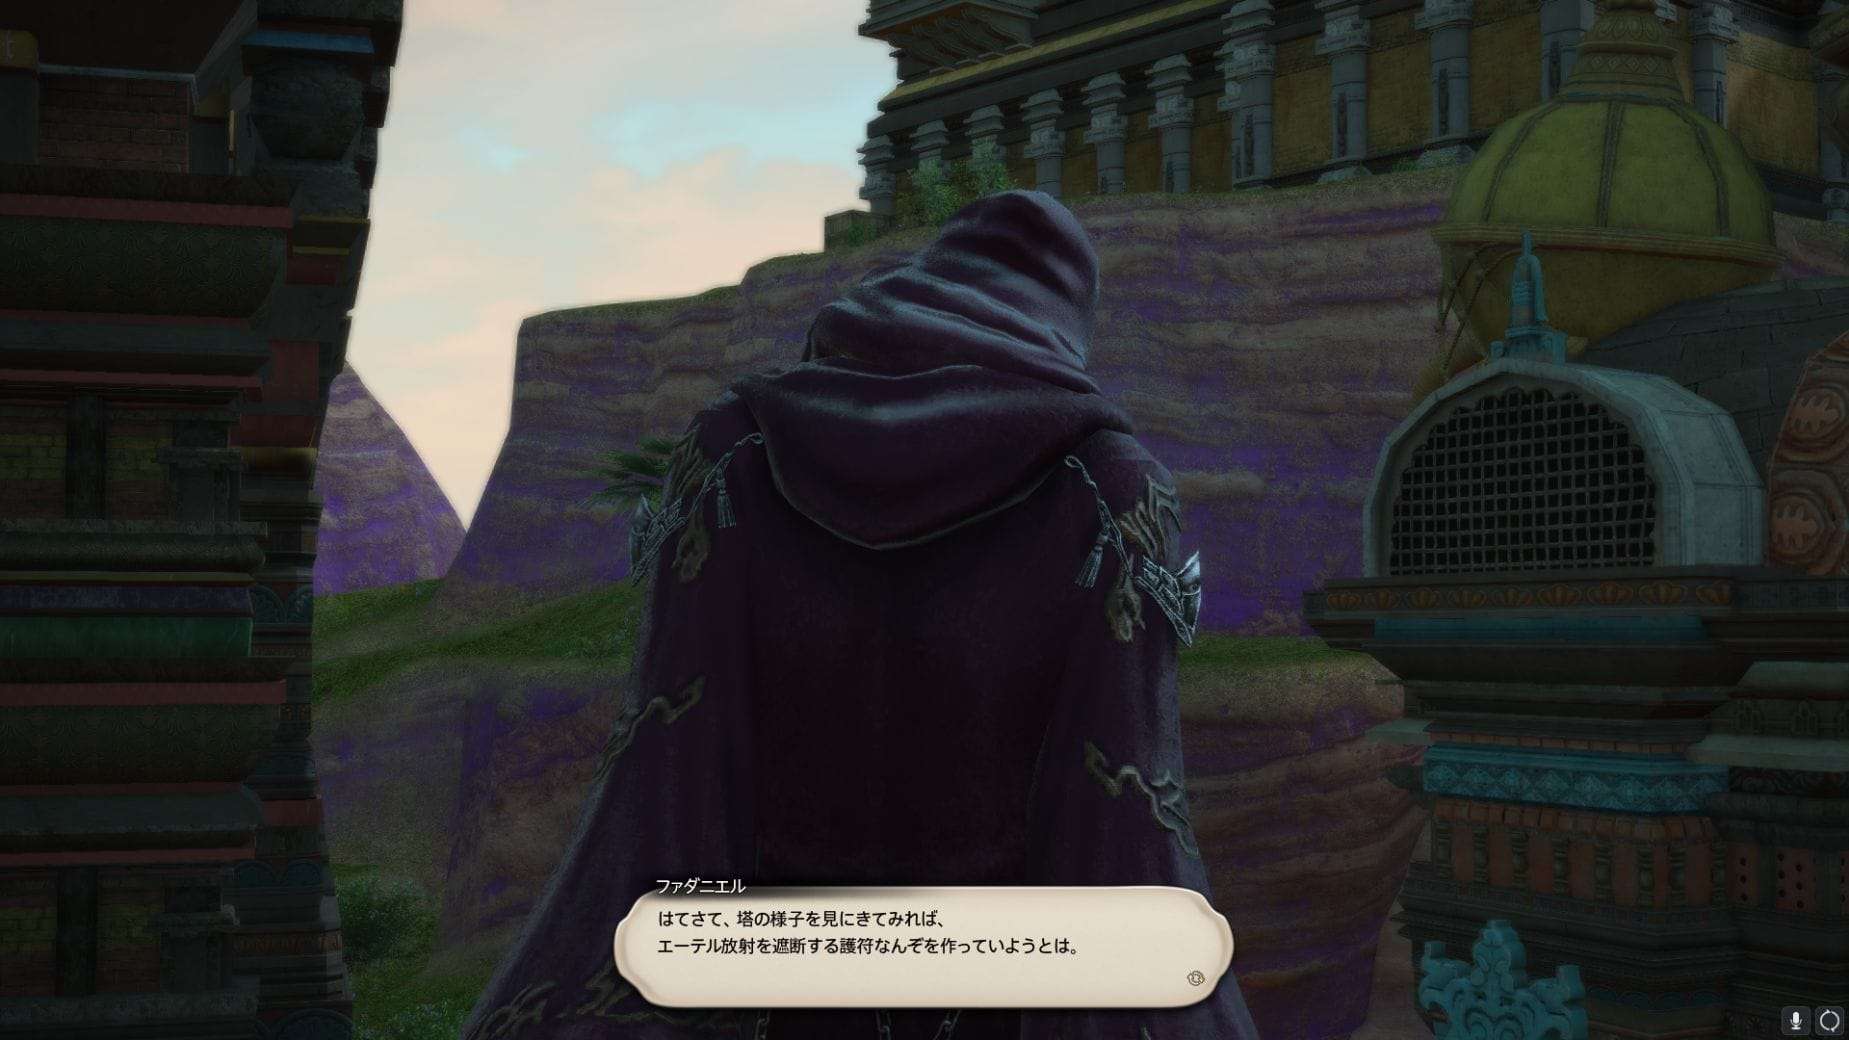 ファダニエル
はてさて、塔の様子を見にきてみれば、
エーテル放射を遮断する護符なんぞを作っていようとは。